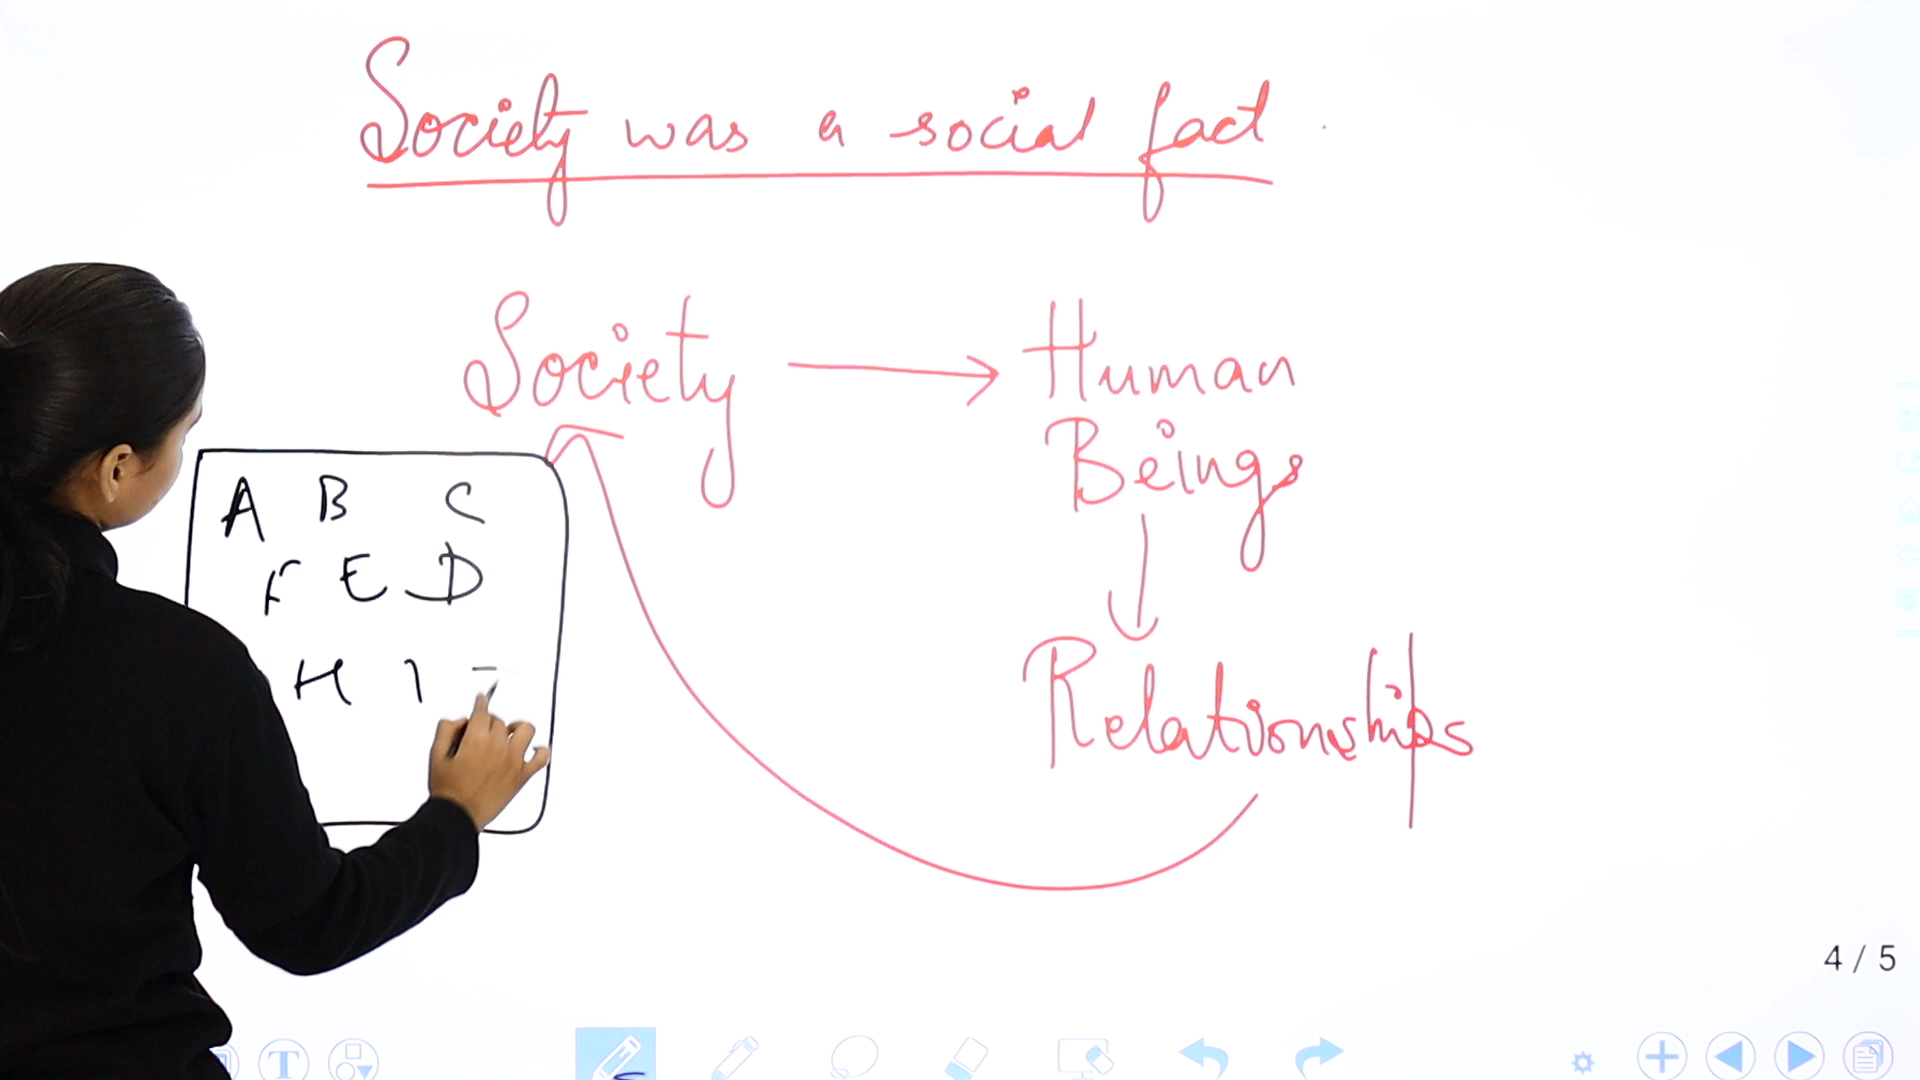 Society was a social fact
Society → Human
Beings
A B C
F E D
Relationships
H I
4 / 5
T